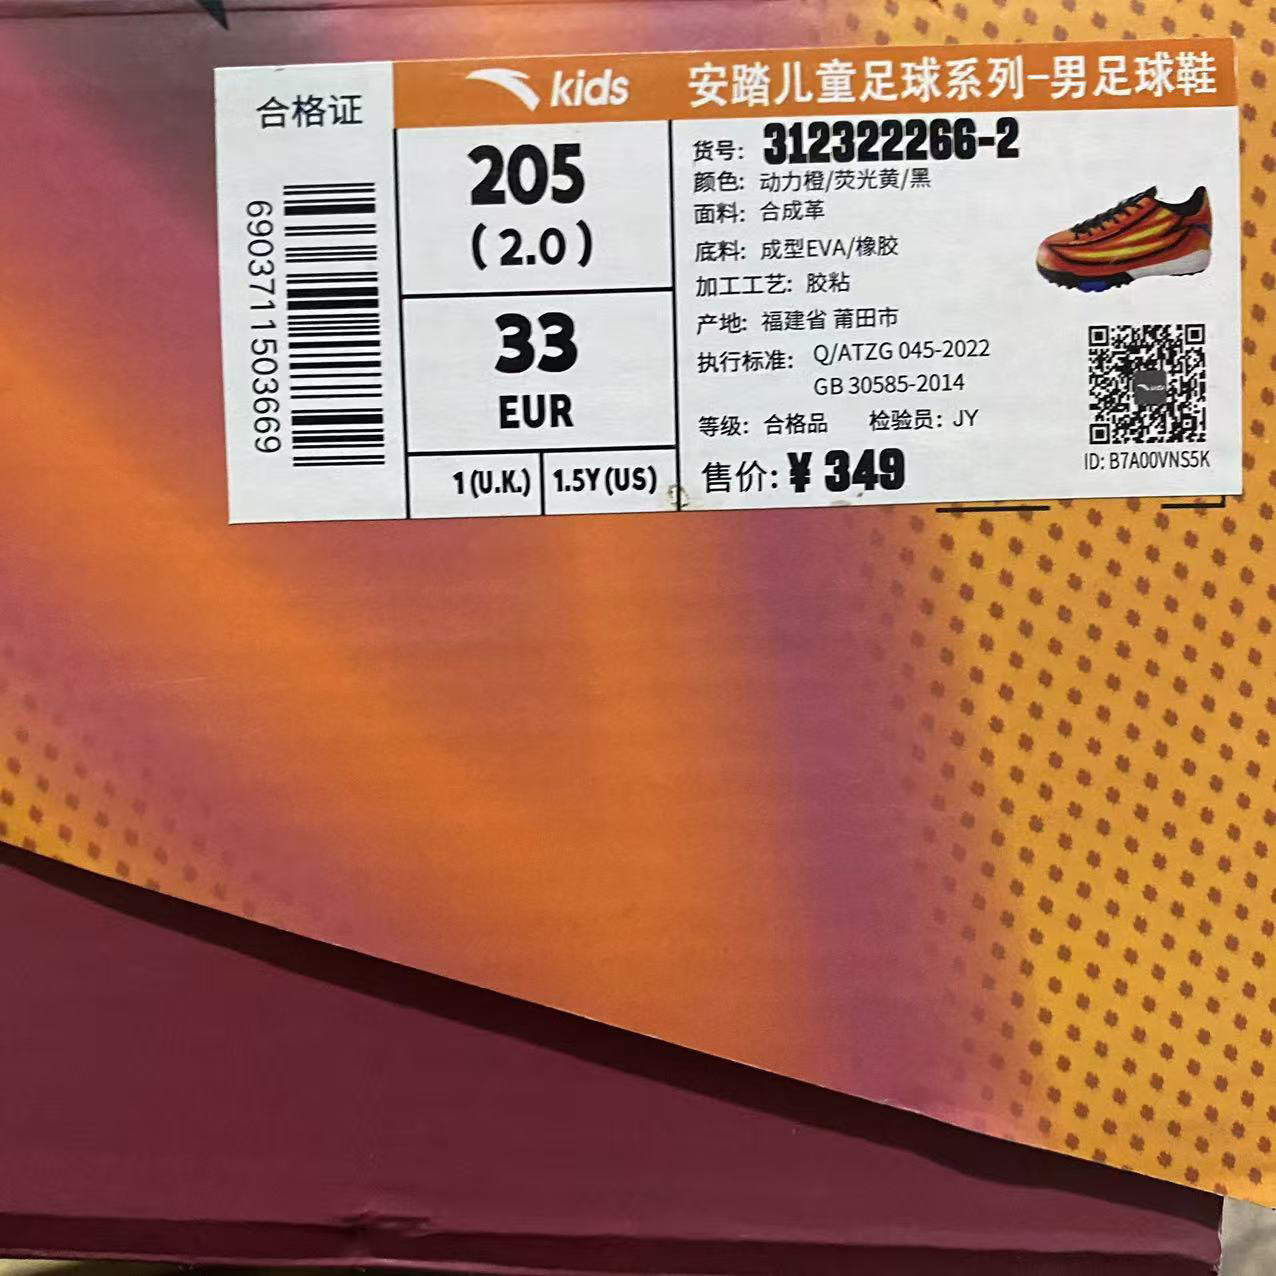 合格证
6903711503669
kids
安踏儿童足球系列-男足球鞋
205
(2.0)
33
EUR
1(U.K.)
1.5Y(US)
货号: 312322266-2
颜色: 动力橙/荧光黄/黑
面料: 合成革
底料: 成型EVA/橡胶
加工工艺: 胶粘
产地: 福建省 莆田市
执行标准: Q/ATZG 045-2022
GB 30585-2014
等级: 合格品 检验员: JY
售价: ¥ 349
ID: B7A00VNS5K